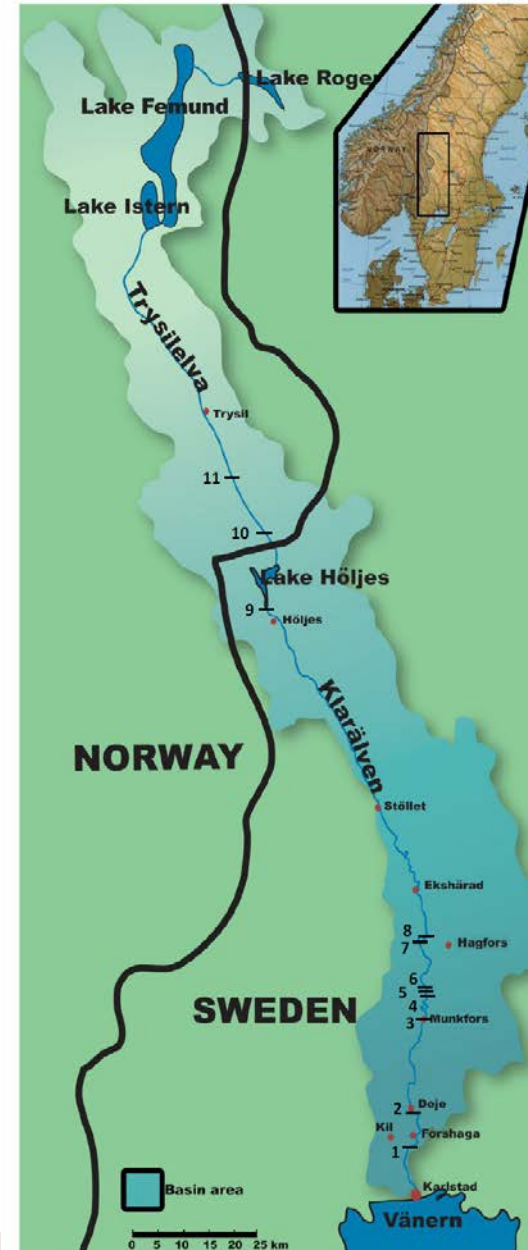 Lake Roger
Lake Femund
NORWAY
Lake Istern
Trysilelva
Trysil
11
10
Lake Höljes
9
Höljes
Klarälven
NORWAY
Stöllet
Ekshärad
8
7
Hagfors
6
5
4
SWEDEN
3
Munkfors
2
Doje
Kil
Forshaga
1
Karlstad
Basin area
Vänern
0 5 10 15 20 25 km